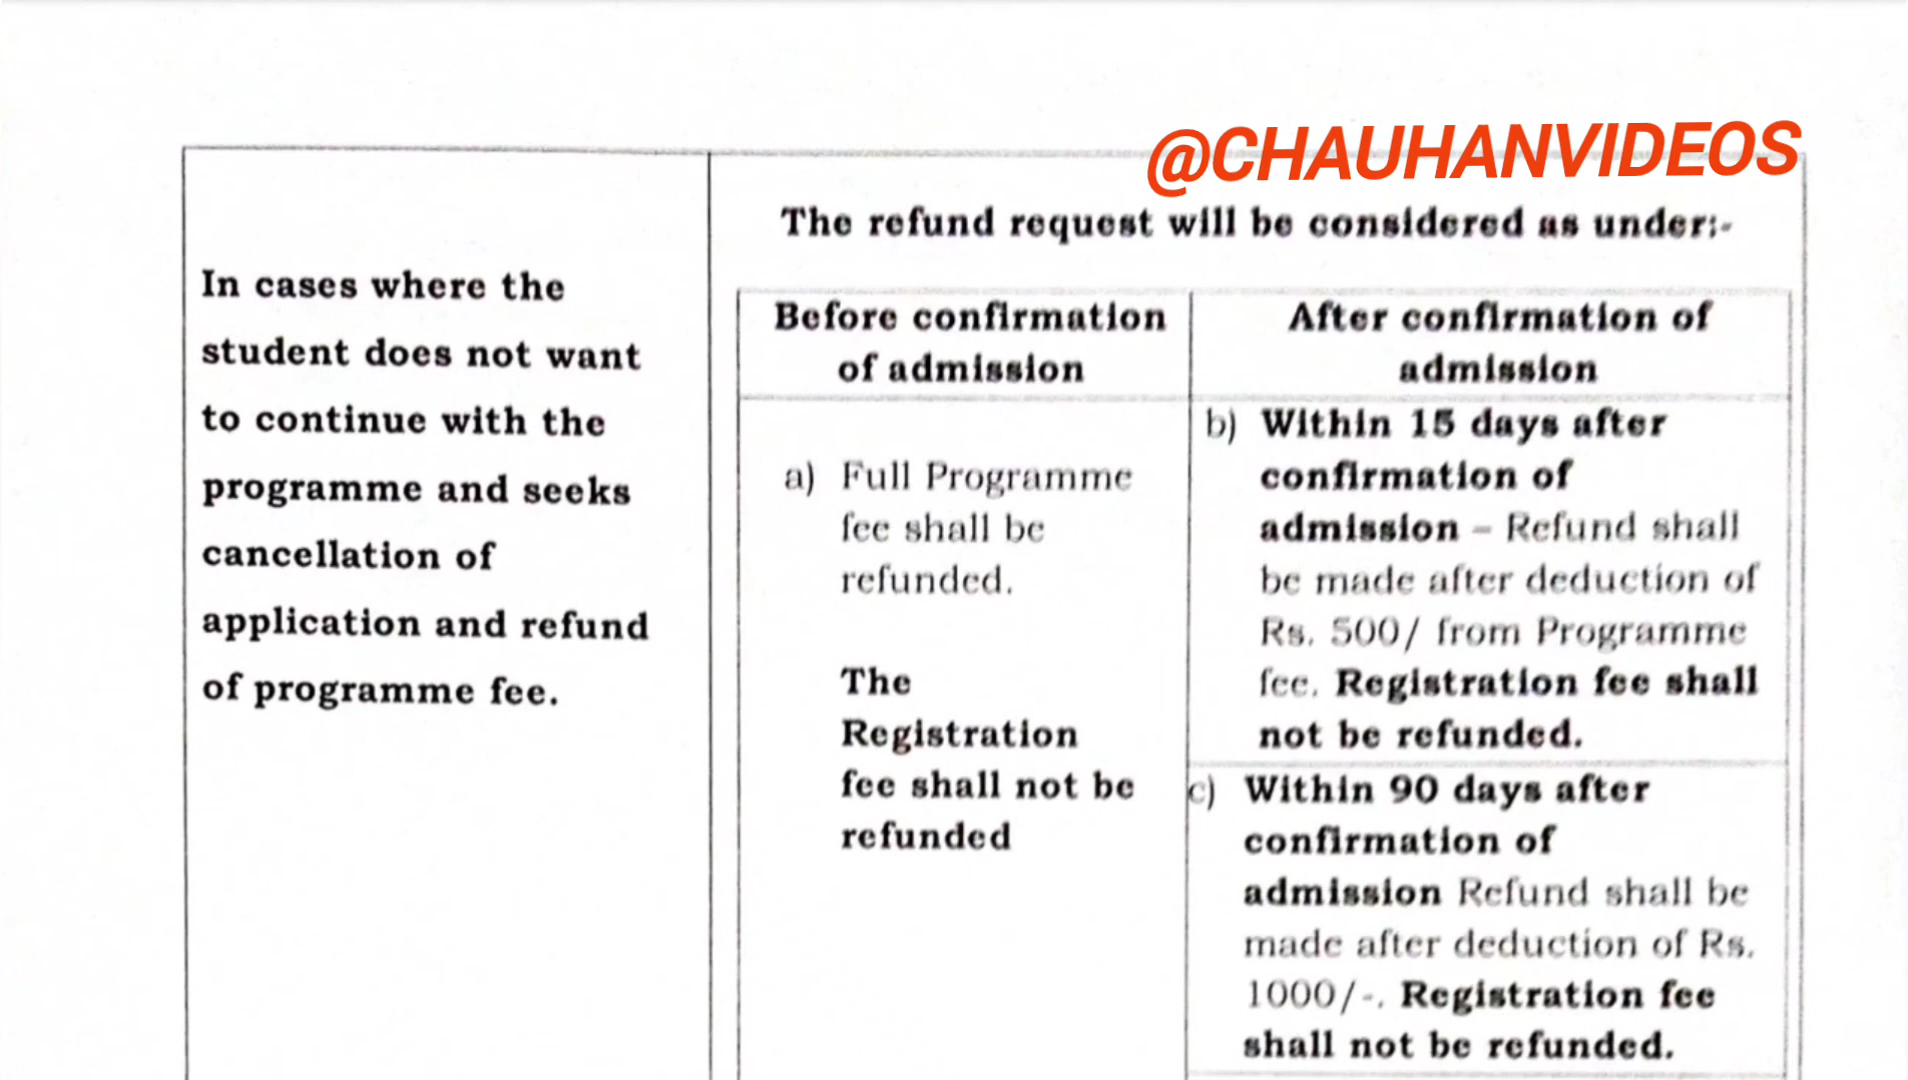 @CHAUHANVIDEOS
In cases where the
student does not want
to continue with the
programme and seeks
cancellation of
application and refund
of programme fee.
The refund request will be considered as under:-
Before confirmation
of admission
a) Full Programme
fee shall be
refunded.
The
Registration
fee shall not be
refunded
After confirmation of
admission
b) Within 15 days after
confirmation of
admission – Refund shall
be made after deduction of
Rs. 500/ from Programme
fee. Registration fee shall
not be refunded.
c) Within 90 days after
confirmation of
admission Refund shall be
made after deduction of Rs.
1000/-. Registration fee
shall not be refunded.